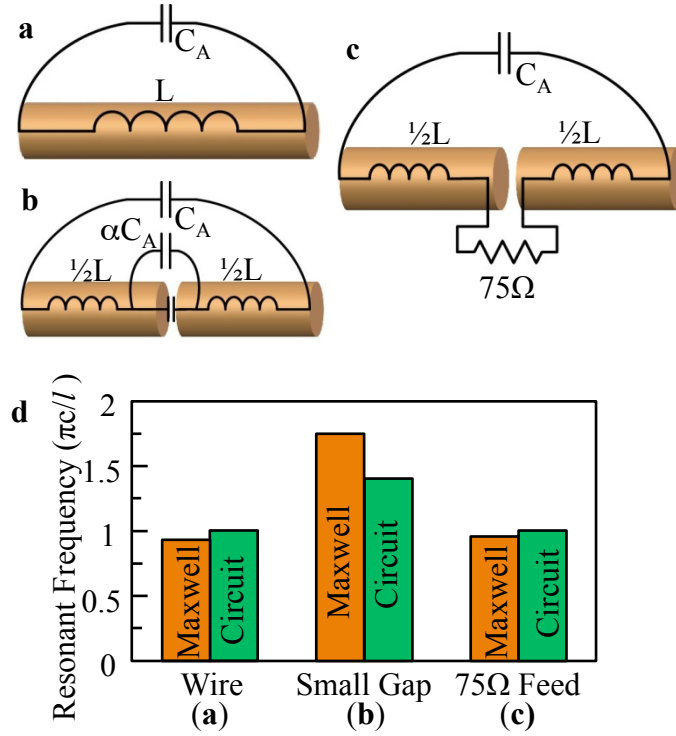 a
C_A
L
b
αC_A
C_A
½L
½L
c
C_A
½L
½L
75Ω
d
Resonant Frequency (πc/l)
2
1.5
1
0.5
0
Maxwell
Circuit
Maxwell
Circuit
Maxwell
Circuit
Wire
Small Gap
75Ω Feed
(a)
(b)
(c)